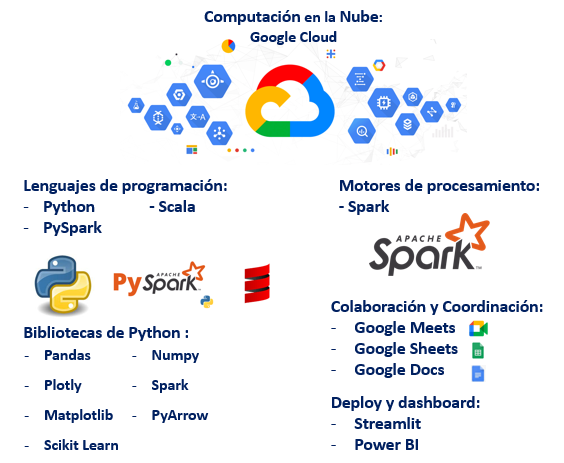 Computación en la Nube:
Google Cloud
Lenguajes de programación:
- Python - Scala
- PySpark
APACHE
PySpark™
Motores de procesamiento:
- Spark
APACHE
Spark™
Bibliotecas de Python :
- Pandas - Numpy
- Plotly - Spark
- Matplotlib - PyArrow
- Scikit Learn
Colaboración y Coordinación:
- Google Meets
- Google Sheets
- Google Docs
Deploy y dashboard:
- Streamlit
- Power BI